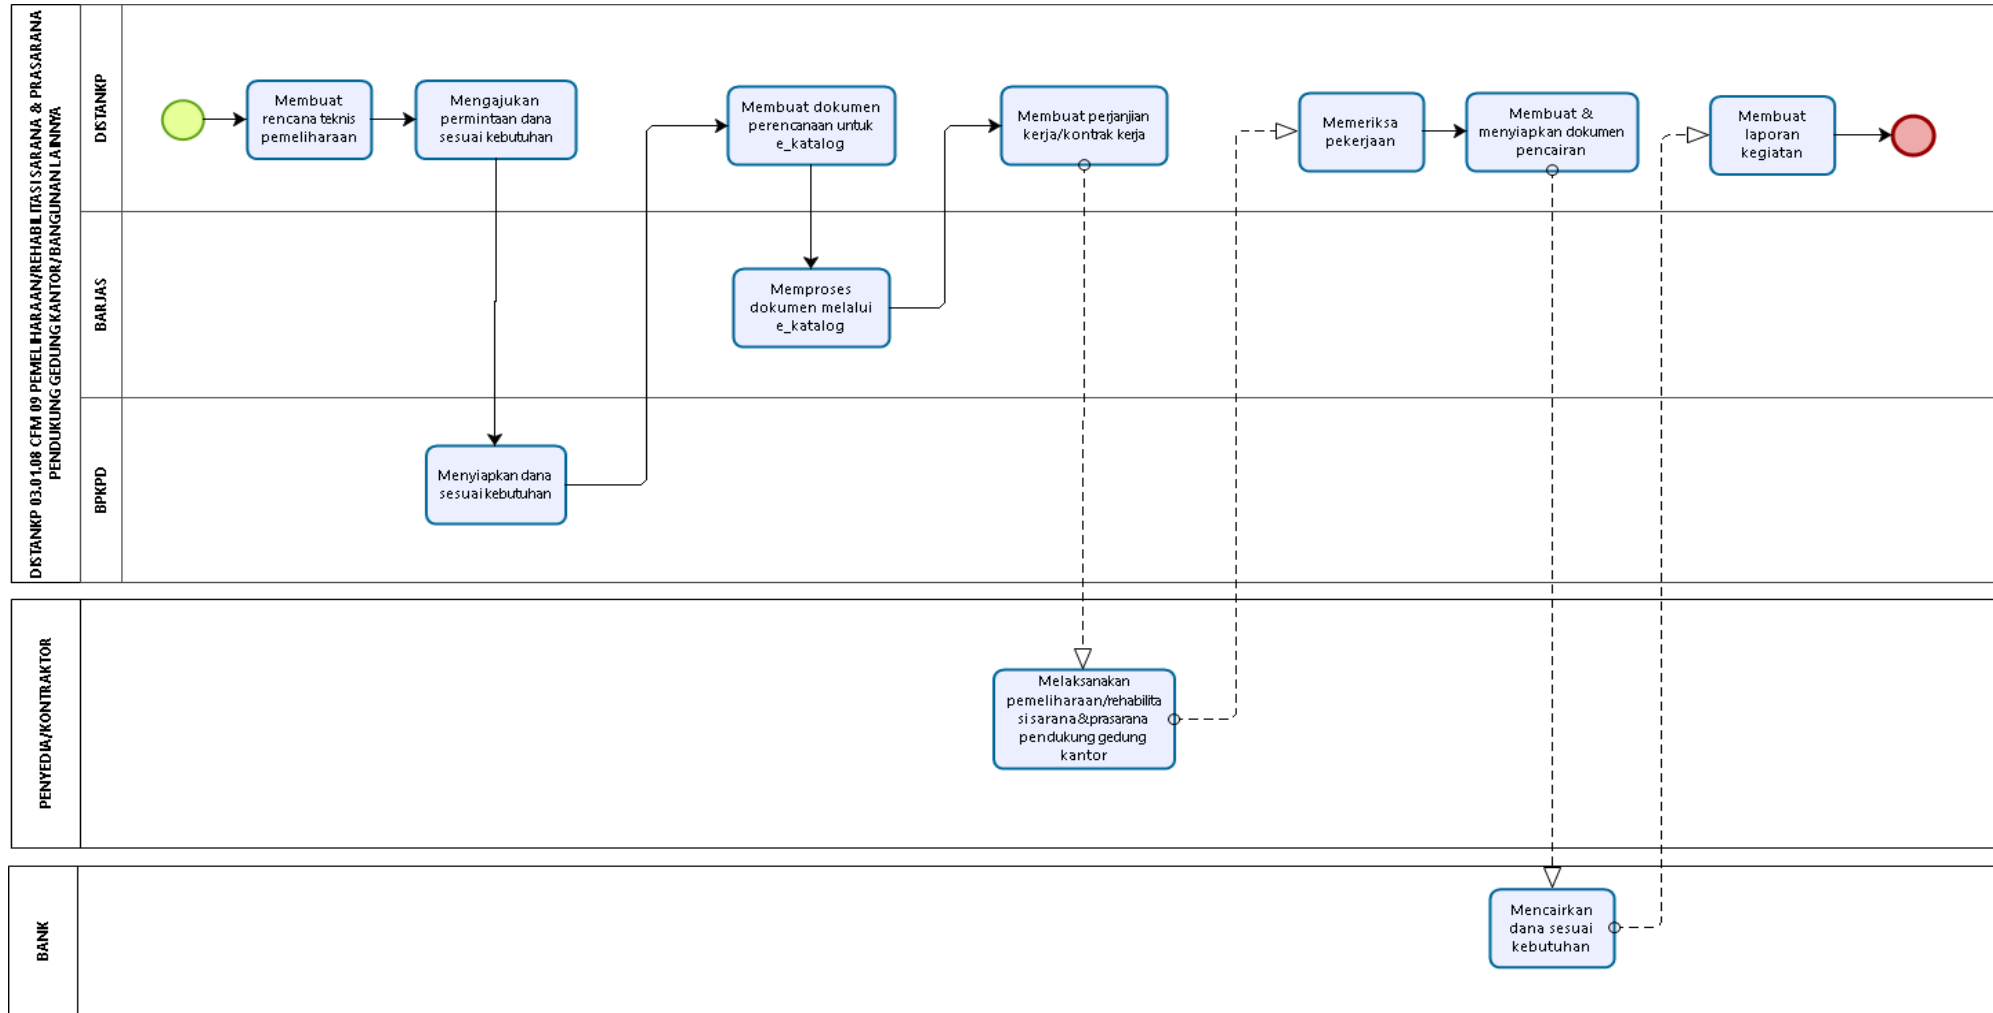 DISTANKP 03.01.08 CFM 09 PEMELIHARAAN/REHABILITASI SARANA & PRASARANA
PENDUKUNG GEDUNG KANTOR/BANGUNAN LAINNYA
DISTANKP
Membuat
rencana teknis
pemeliharaan
Mengajukan
permintaan dana
sesuai kebutuhan
Membuat dokumen
perencanaan untuk
e_katalog
Membuat perjanjian
kerja/kontrak kerja
Memeriksa
pekerjaan
Membuat &
menyiapkan dokumen
pencairan
Membuat
laporan
kegiatan
BARJAS
Memproses
dokumen melalui
e_katalog
BPKPD
Menyiapkan dana
sesuai kebutuhan
PENYEDIA/KONTRAKTOR
Melaksanakan
pemeliharaan/rehabilita
si sarana &prasarana
pendukung gedung
kantor
BANK
Mencairkan
dana sesuai
kebutuhan